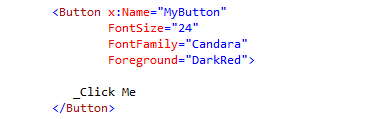 <Button x:Name="MyButton"
FontSize="24"
FontFamily="Candara"
Foreground="DarkRed">
_Click Me
</Button>